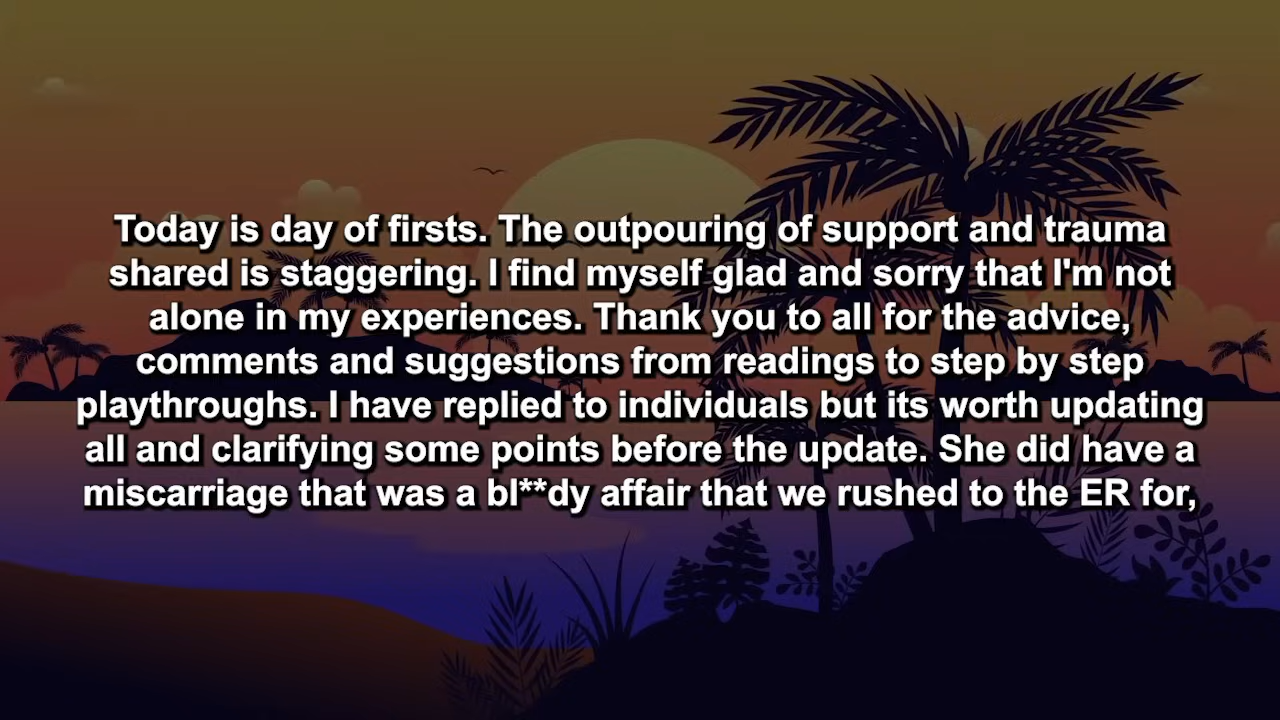 Today is day of firsts. The outpouring of support and trauma
shared is staggering. I find myself glad and sorry that I'm not
alone in my experiences. Thank you to all for the advice,
comments and suggestions from readings to step by step
playthroughs. I have replied to individuals but its worth updating
all and clarifying some points before the update. She did have a
miscarriage that was a bl**dy affair that we rushed to the ER for,